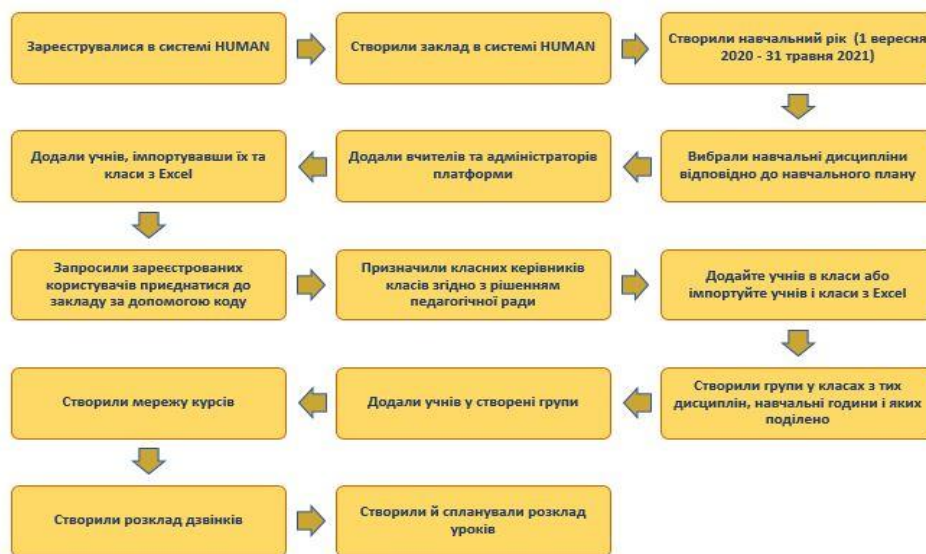 Зареєструвалися в системі HUMAN
Створили заклад в системі HUMAN
Створили навчальний рік (1 вересня
2020 - 31 травня 2021)
Вибрали навчальні дисципліни
відповідно до навчального плану
Додали вчителів та адміністраторів
платформи
Додали учнів, імпортувавши їх та
класи з Excel
Запросили зареєстрованих
користувачів приєднатися до
закладу за допомогою коду
Призначили класних керівників
класів згідно з рішенням
педагогічної ради
Додайте учнів в класи або
імпортуйте учнів і класи з Excel
Створили групи у класах з тих
дисциплін, навчальні години і яких
поділено
Додали учнів у створені групи
Створили мережу курсів
Створили розклад дзвінків
Створили й спланували розклад
уроків